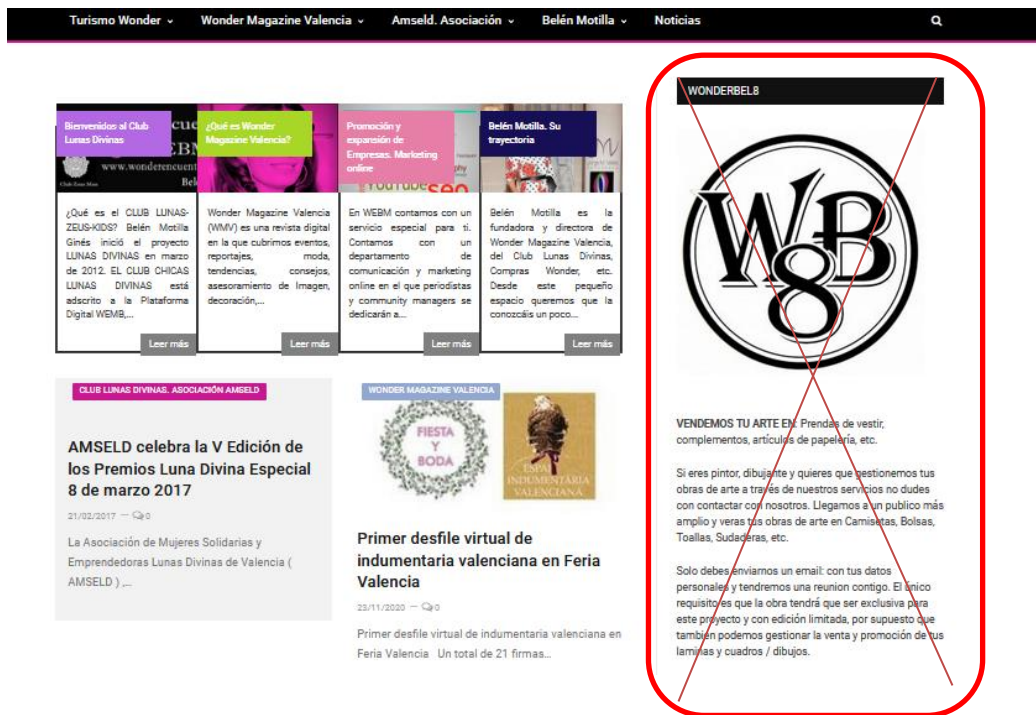 Turismo Wonder
Wonder Magazine Valencia
Amseld. Asociación
Belén Motilla
Noticias
Bienvenidos al Club
Lunas Divinas
www.wonderencuent
Bel
¿Qué es el CLUB LUNAS-
ZEUS-KIDS? Belén Motilla
Ginés inició el proyecto
LUNAS DIVINAS en marzo
de 2012. EL CLUB CHICAS
LUNAS DIVINAS está
adscrito a la Plataforma
Digital WEMB,...
Leer más
¿Qué es Wonder
Magazine Valencia?
Wonder Magazine Valencia
(WMV) es una revista digital
en la que cubrimos eventos,
reportajes, moda,
tendencias, consejos,
asesoramiento de Imagen,
decoración,...
Leer más
Promoción y
expansión de
Empresas. Marketing
online
YouTube seo
En WEBM contamos con un
servicio especial para ti.
Contamos con un
departamento de
comunicación y marketing
online en el que periodistas
y community managers se
dedicarán a...
Leer más
Belén Motilla. Su
trayectoria
Belén Motilla es la
fundadora y directora de
Wonder Magazine Valencia,
del Club Lunas Divinas,
Compras Wonder, etc.
Desde este pequeño
espacio queremos que la
conozcáis un poco...
Leer más
CLUB LUNAS DIVINAS. ASOCIACIÓN AMSELD
AMSELD celebra la V Edición de
los Premios Luna Divina Especial
8 de marzo 2017
21/02/2017 — 0
La Asociación de Mujeres Solidarias y
Emprendedoras Lunas Divinas de Valencia (
AMSELD ) ,...
WONDER MAGAZINE VALENCIA
FIESTA
Y
BODA
ESPAI
INDUMENTÀRIA
VALENCIANA
Primer desfile virtual de
indumentaria valenciana en Feria
Valencia
23/11/2020 — 0
Primer desfile virtual de indumentaria valenciana en
Feria Valencia Un total de 21 firmas...
WONDERBEL8
WB
8
VENDEMOS TU ARTE EN: Prendas de vestir,
complementos, artículos de papelería, etc.
Si eres pintor, dibujante y quieres que gestionemos tus
obras de arte a través de nuestros servicios no dudes
con contactar con nosotros. Llegamos a un publico más
amplio y veras tus obras de arte en Camisetas, Bolsas,
Toallas, Sudaderas, etc.
Solo debes enviarnos un email: con tus datos
personales y tendremos una reunion contigo. El único
requisito es que la obra tendrá que ser exclusiva para
este proyecto y con edición limitada, por supuesto que
también podemos gestionar la venta y promoción de tus
laminas y cuadros / dibujos.